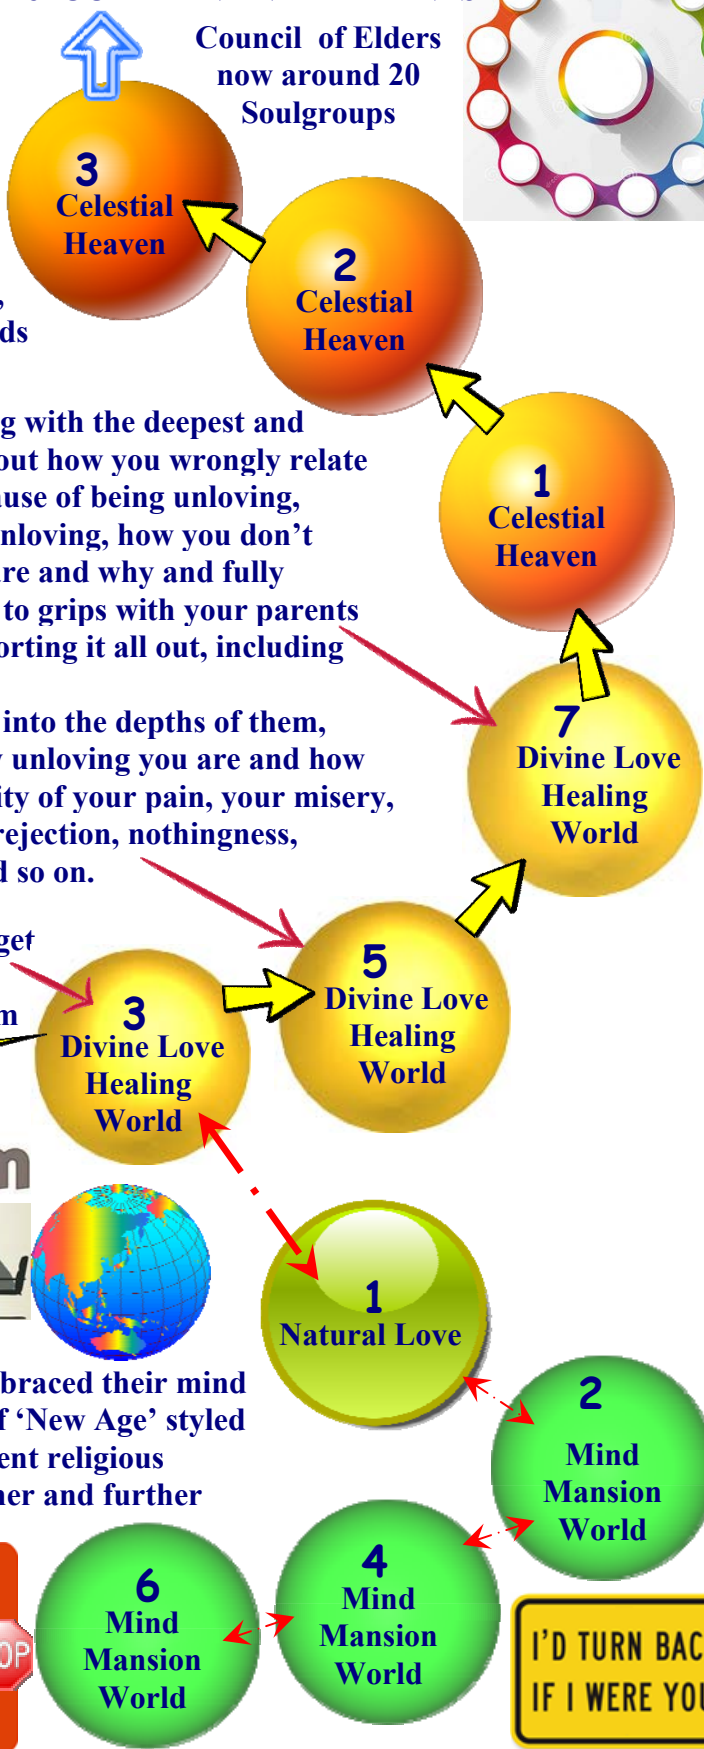 Council of Elders
now around 20
Soulgroups
3
Celestial
Heaven
2
Celestial
Heaven
ds
g with the deepest and
out how you wrongly relate
ause of being unloving,
nloving, how you don't
are and why and fully
to grips with your parents
orting it all out, including
1
Celestial
Heaven
into the depths of them,
unloving you are and how
ity of your pain, your misery,
rejection, nothingness,
d so on.
7
Divine Love
Healing
World
get
m
5
Divine Love
Healing
World
3
Divine Love
Healing
World
m
1
Natural Love
braced their mind
f 'New Age' styled
ent religious
her and further
2
Mind
Mansion
World
4
Mind
Mansion
World
6
Mind
Mansion
World
OP
I'D TURN BAC
IF I WERE YOU